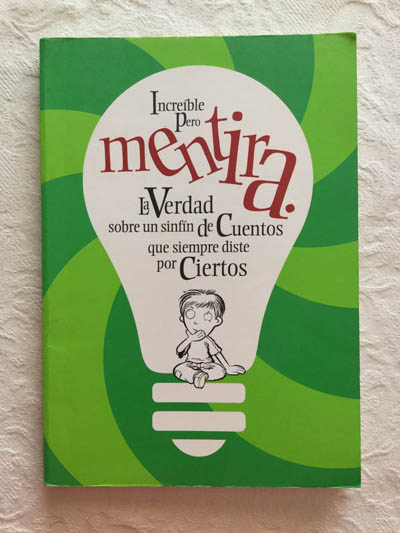 Increíble
Pero
mentira.
La Verdad
sobre un sinfín de Cuentos
que siempre diste
por Ciertos